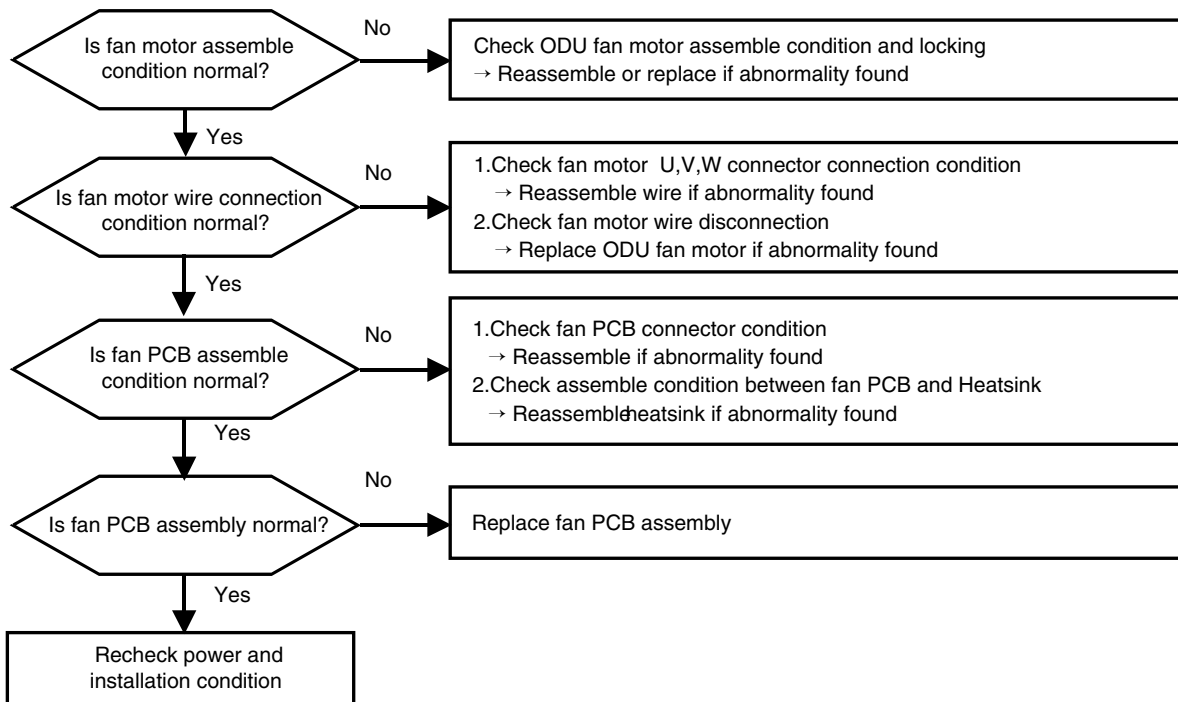 Is fan motor assemble
condition normal?
No
Check ODU fan motor assemble condition and locking
→ Reassemble or replace if abnormality found
Yes
Is fan motor wire connection
condition normal?
No
1.Check fan motor U,V,W connector connection condition
→ Reassemble wire if abnormality found
2.Check fan motor wire disconnection
→ Replace ODU fan motor if abnormality found
Yes
Is fan PCB assemble
condition normal?
No
1.Check fan PCB connector condition
→ Reassemble if abnormality found
2.Check assemble condition between fan PCB and Heatsink
→ Reassemble heatsink if abnormality found
Yes
Is fan PCB assembly normal?
No
Replace fan PCB assembly
Yes
Recheck power and
installation condition